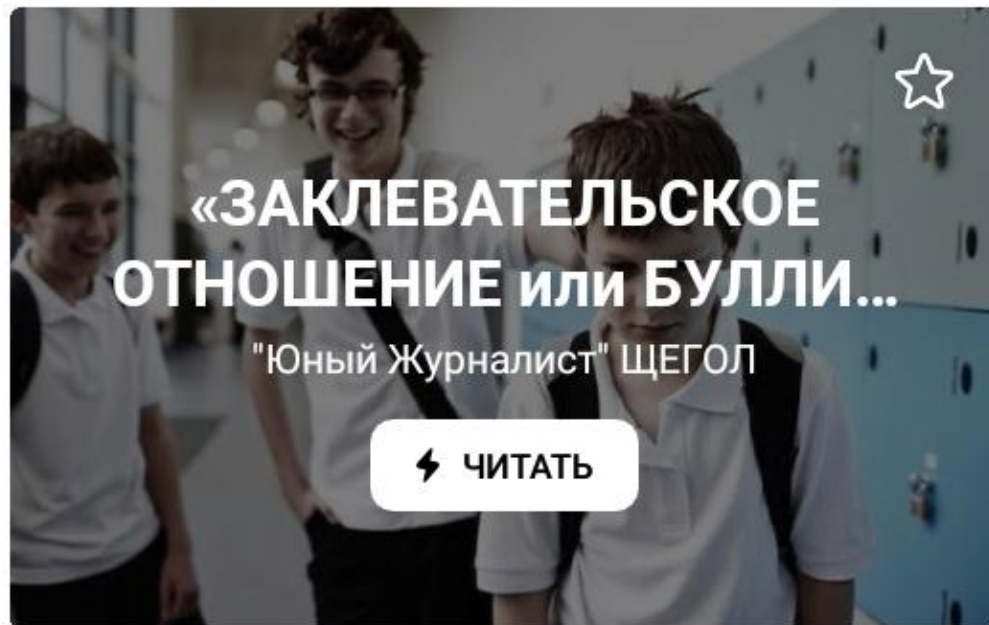 «ЗАКЛЕВАТЕЛЬСКОЕ
ОТНОШЕНИЕ или БУЛЛИ...
"Юный Журналист" ЩЕГОЛ
ЧИТАТЬ